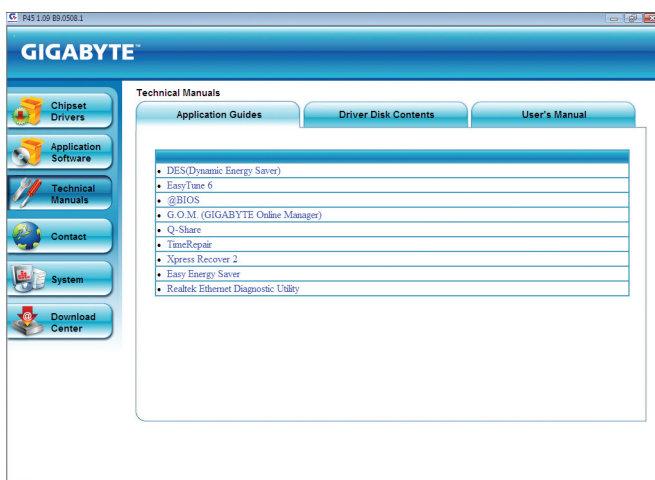 P45 1.09 B9.0508.1
GIGABYTE™
Chipset
Drivers
Application
Software
Technical
Manuals
Contact
System
Download
Center
Technical Manuals
Application Guides
Driver Disk Contents
User's Manual
• DES(Dynamic Energy Saver)
• EasyTune 6
• @BIOS
• G.O.M. (GIGABYTE Online Manager)
• Q-Share
• TimeRepair
• Xpress Recover 2
• Easy Energy Saver
• Realtek Ethernet Diagnostic Utility